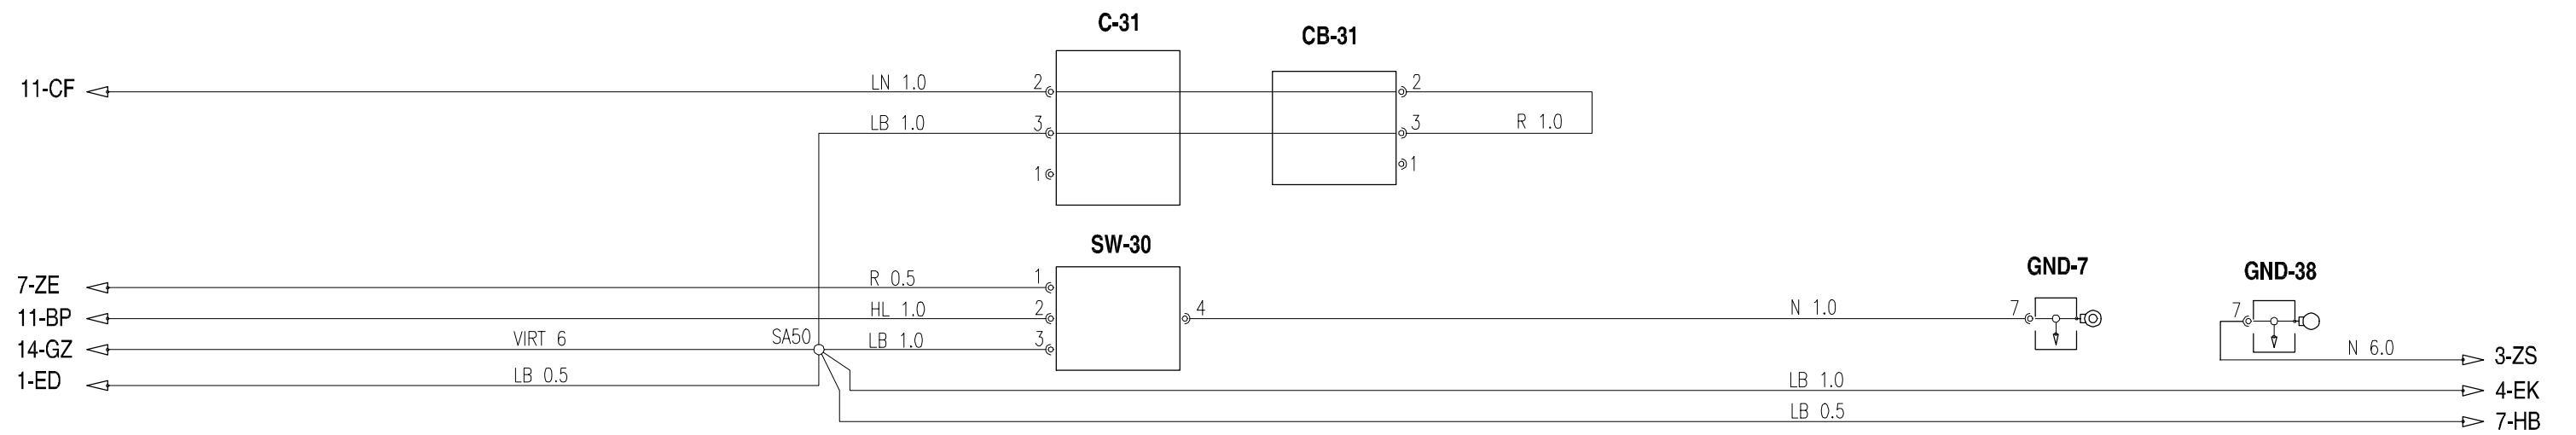 C-31
CB-31
11-CF
LN 1.0
2
2
LB 1.0
3
3
R 1.0
1
1
SW-30
GND-7
GND-38
7-ZE
R 0.5
1
11-BP
HL 1.0
2
4
N 1.0
7
7
14-GZ
VIRT 6
SA50
LB 1.0
3
N 6.0
3-ZS
1-ED
LB 0.5
LB 1.0
4-EK
LB 0.5
7-HB